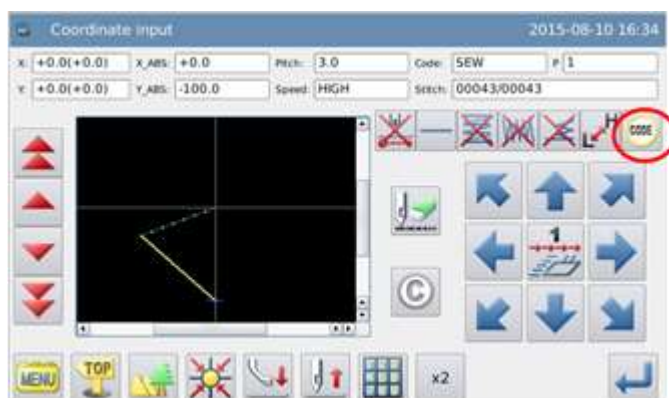 Coordinate input 2015-08-10 16:34
X: +0.0(+0.0) X_ABS: +0.0 Pitch: 3.0 Code: SEW P 1
Y: +0.0(+0.0) Y_ABS: -100.0 Speed: HIGH Stitch: 00043/00043
L H CODE
1
C
MENU TOP x2